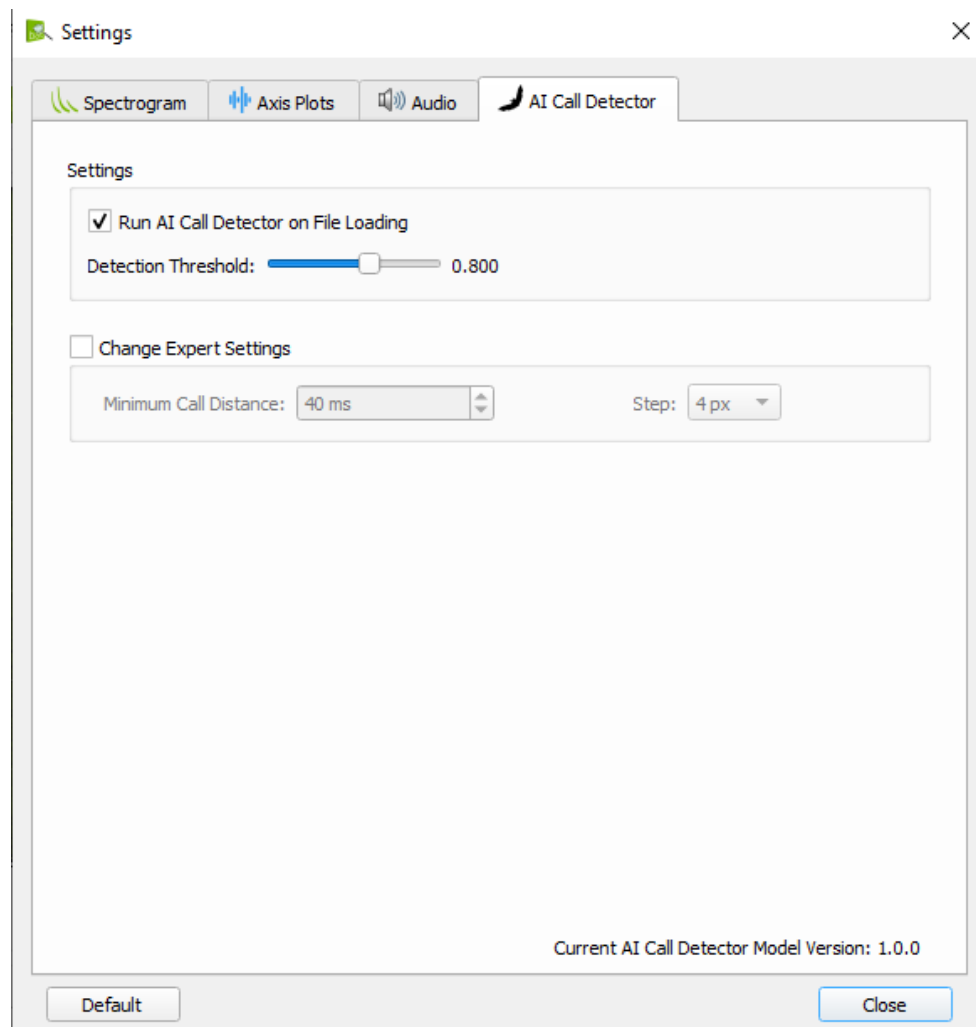 Settings
Spectrogram Axis Plots Audio AI Call Detector
Settings
Run AI Call Detector on File Loading
Detection Threshold: 0.800
Change Expert Settings
Minimum Call Distance: 40 ms Step: 4 px
Current AI Call Detector Model Version: 1.0.0
Default Close